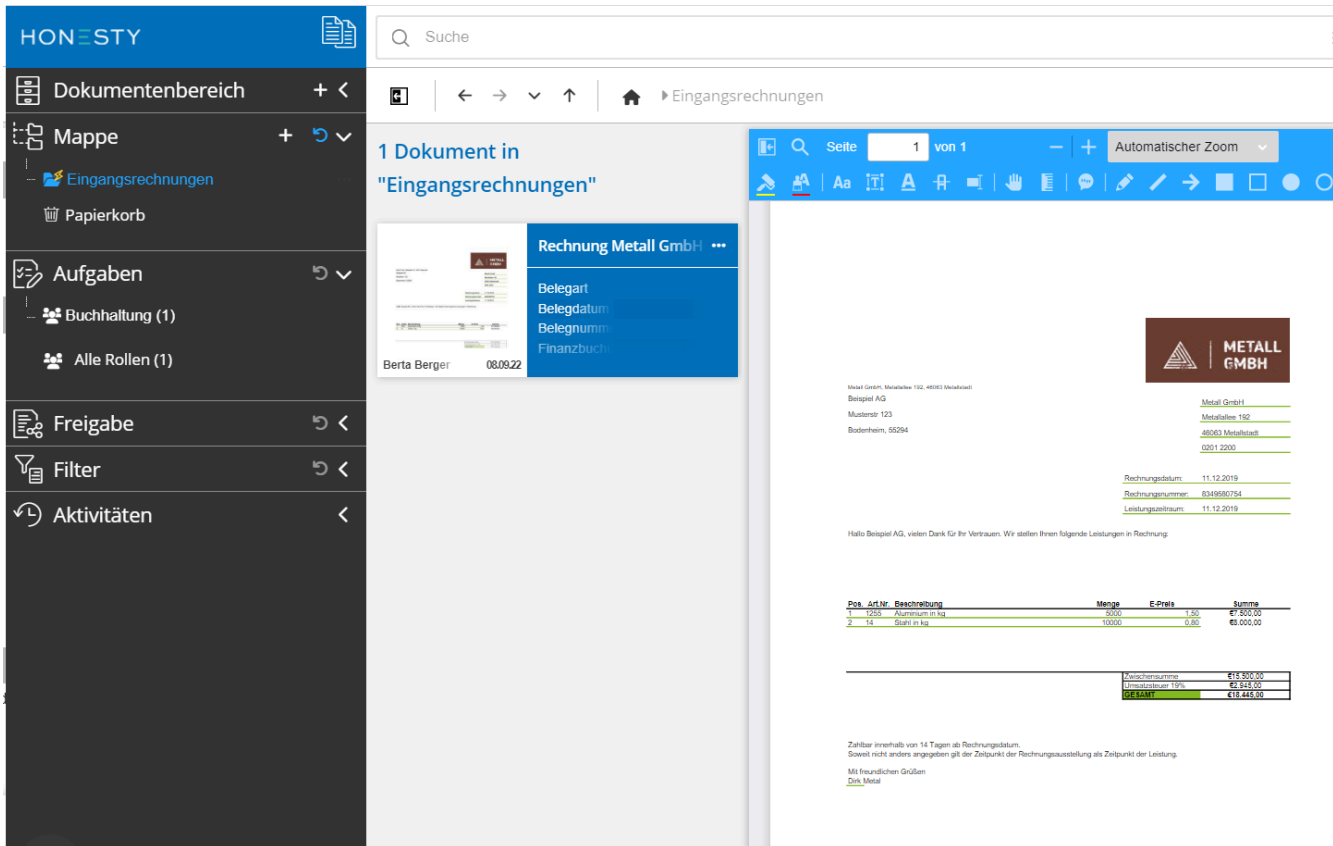 HONESTY
Suche
Dokumentenbereich
Mappe
Eingangsrechnungen
Papierkorb
Aufgaben
Buchhaltung (1)
Alle Rollen (1)
Freigabe
Filter
Aktivitäten
Eingangsrechnungen
1 Dokument in
"Eingangsrechnungen"
Rechnung Metall GmbH
Belegart
Belegdatum
Belegnumm
Finanzbuch
Berta Berger 08.09.22
Seite 1 von 1 Automatischer Zoom
Aa T A
METALL
GMBH
Metall GmbH, Metallallee 192, 46063 Metallstadt
Beispiel AG
Musterstr 123
Bodenheim, 55294
Metall GmbH
Metallallee 192
46063 Metallstadt
0201 2200
Rechnungsdatum: 11.12.2019
Rechnungsnummer: 8349580754
Leistungszeitraum: 11.12.2019
Hallo Beispiel AG, vielen Dank für Ihr Vertrauen. Wir stellen Ihnen folgende Leistungen in Rechnung:
Pos. Art.Nr. Beschreibung Menge E-Preis Summe
1 1255 Aluminium in kg 5000 1,50 €7.500,00
2 14 Stahl in kg 10000 0,80 €8.000,00
Zwischensumme €15.500,00
Umsatzsteuer 19% €2.945,00
GESAMT €18.445,00
Zahlbar innerhalb von 14 Tagen ab Rechnungsdatum.
Soweit nicht anders angegeben gilt der Zeitpunkt der Rechnungsausstellung als Zeitpunkt der Leistung.
Mit freundlichen Grüßen
Dirk Metal